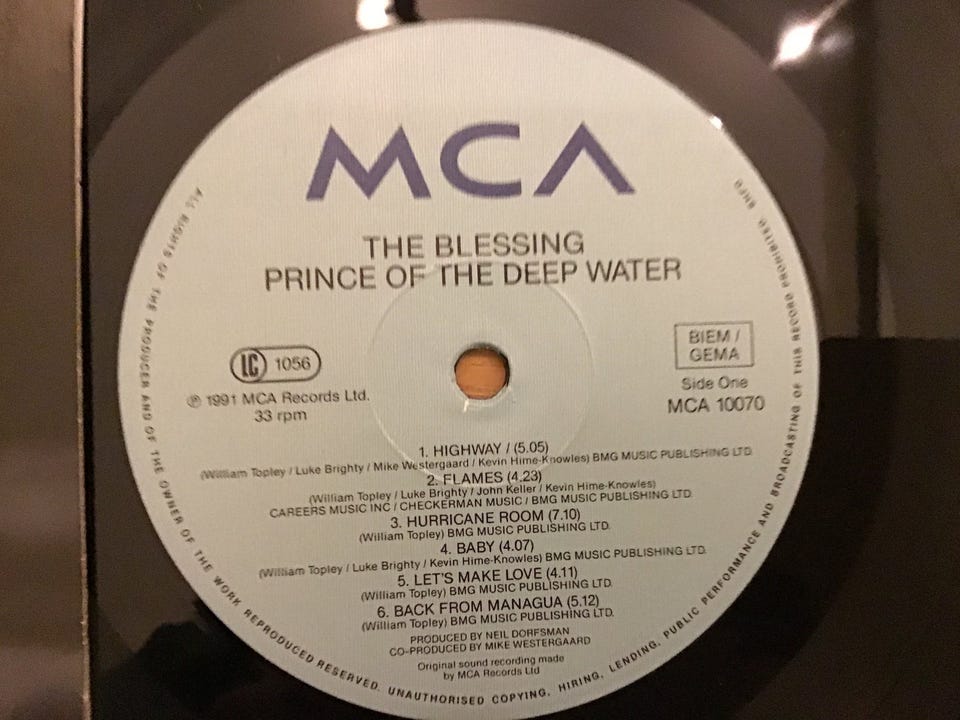 MCA
THE BLESSING
PRINCE OF THE DEEP WATER
LC 1056
℗ 1991 MCA Records Ltd.
33 rpm
BIEM /
GEMA
Side One
MCA 10070
1. HIGHWAY / (5.05)
(William Topley / Luke Brighty / Mike Westergaard / Kevin Hime-Knowles) BMG MUSIC PUBLISHING LTD
2. FLAMES (4.23)
(William Topley / Luke Brighty / John Keller / Kevin Hime-Knowles)
CAREERS MUSIC INC / CHECKERMAN MUSIC / BMG MUSIC PUBLISHING LTD
3. HURRICANE ROOM (7.10)
(William Topley) BMG MUSIC PUBLISHING LTD.
4. BABY (4.07)
(William Topley / Luke Brighty / Kevin Hime-Knowles) BMG MUSIC PUBLISHING LTD
5. LET'S MAKE LOVE (4.11)
(William Topley) BMG MUSIC PUBLISHING LTD
6. BACK FROM MANAGUA (5.12)
(William Topley) BMG MUSIC PUBLISHING LTD.
PRODUCED BY NEIL DORFSMAN
CO-PRODUCED BY MIKE WESTERGAARD
Original sound recording made
by MCA Records Ltd
ALL RIGHTS OF THE PRODUCER AND OF THE OWNER OF THE WORK REPRODUCED RESERVED. UNAUTHORISED COPYING, HIRING, LENDING, PUBLIC PERFORMANCE AND BROADCASTING OF THIS RECORD PROHIBITED.